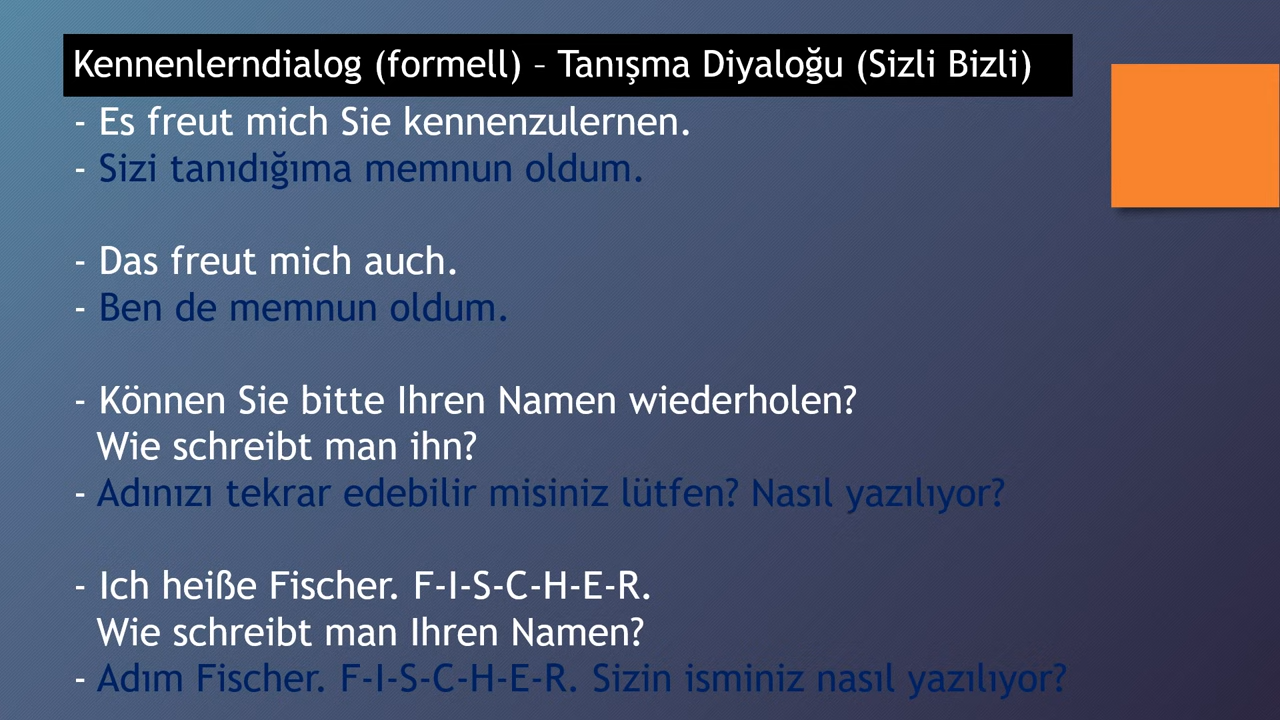 Kennenlerndialog (formell) – Tanışma Diyaloğu (Sizli Bizli)
- Es freut mich Sie kennenzulernen.
- Sizi tanıdığıma memnun oldum.
- Das freut mich auch.
- Ben de memnun oldum.
- Können Sie bitte Ihren Namen wiederholen?
Wie schreibt man ihn?
- Adınızı tekrar edebilir misiniz lütfen? Nasıl yazılıyor?
- Ich heiße Fischer. F-I-S-C-H-E-R.
Wie schreibt man Ihren Namen?
- Adım Fischer. F-I-S-C-H-E-R. Sizin isminiz nasıl yazılıyor?